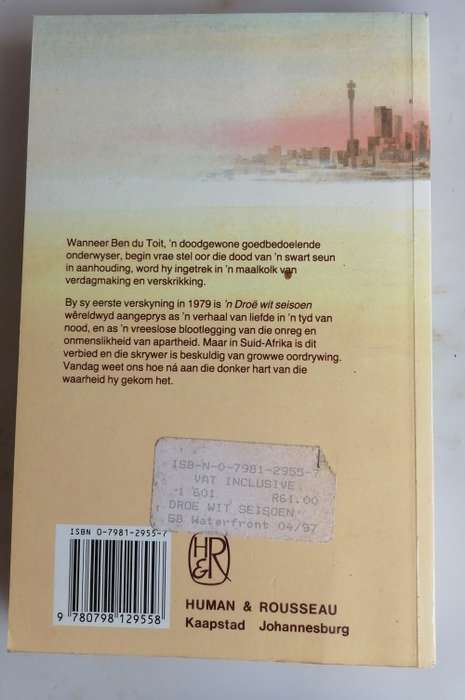 Wanneer Ben du Toit, 'n doodgewone goedbedoelende
onderwyser, begin vrae stel oor die dood van 'n swart seun
in aanhouding, word hy ingetrek in 'n maalkolk van
verdagmaking en verskrikking.
By sy eerste verskyning in 1979 is 'n Droë wit seisoen
wêreldwyd aangeprys as 'n verhaal van liefde in 'n tyd van
nood, en as 'n vreeslose blootlegging van die onreg en
onmenslikheid van apartheid. Maar in Suid-Afrika is dit
verbied en die skrywer is beskuldig van growwe oordrywing.
Vandag weet ons hoe ná aan die donker hart van die
waarheid hy gekom het.
ISB-N-0-7981-2955-7
VAT INCLUSIVE
1 601 R61.00
DROE WIT SEISOEN
GB Waterfront 04/97
ISBN 0-7981-2955-7
9 780798 129558
H&R
HUMAN & ROUSSEAU
Kaapstad Johannesburg